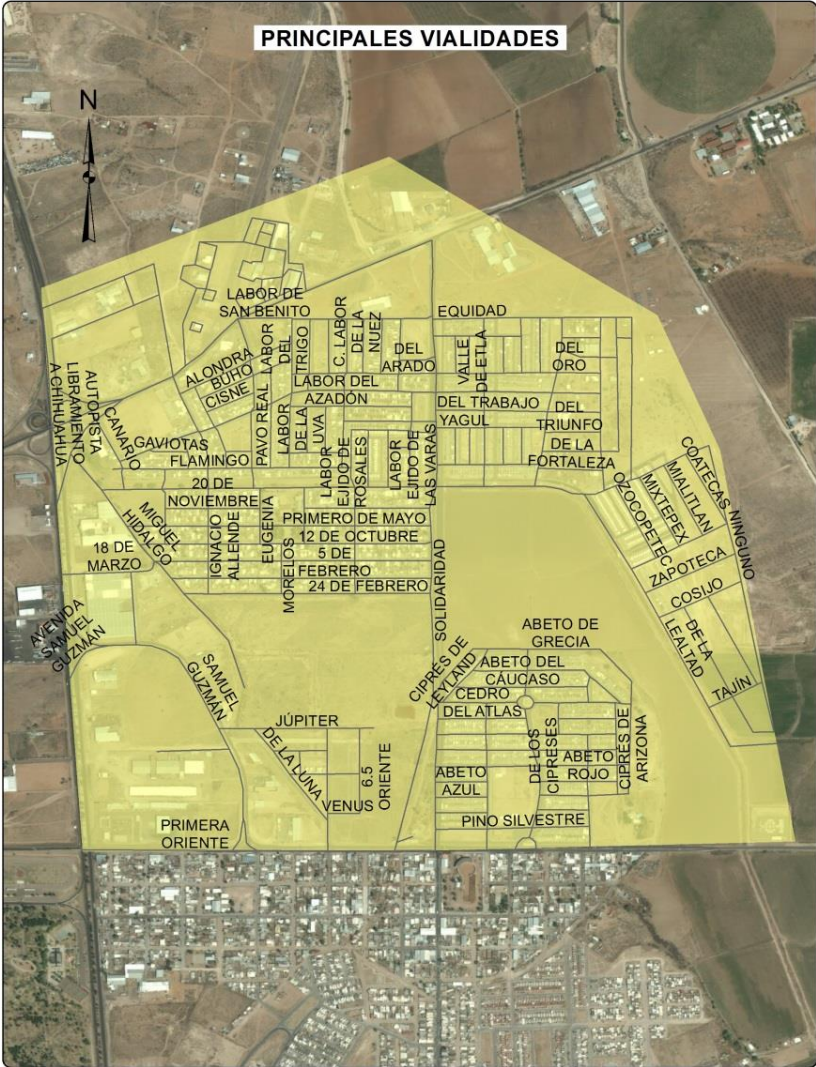 PRINCIPALES VIALIDADES
N
LABOR DE
SAN BENITO
EQUIDAD
ALONDRA
BUHO
CISNE
PAVO REAL
LABOR
DEL
TRIGO
C. LABOR
DE LA
NUEZ
DEL
ARADO
VALLE
DE ETLA
DEL
ORO
LABOR DEL
AZADÓN
DEL TRABAJO
YAGUL
DEL
TRIUNFO
DE LA
FORTALEZA
AUTOPISTA
LIBRAMIENTO
A CHIHUAHUA
CANARIO
GAVIOTAS
FLAMINGO
LABOR
DE LA
UVA
LABOR
EJIDO DE
ROSALES
LABOR
EJIDO DE
LAS VARAS
20 DE
NOVIEMBRE
MIGUEL
HIDALGO
IGNACIO
ALLENDE
EUGENIA
MORELOS
PRIMERO DE MAYO
12 DE OCTUBRE
5 DE
FEBRERO
24 DE FEBRERO
18 DE
MARZO
SOLIDARIDAD
COATECAS NINGUNO
MIALITLAN
MIXTEPEX
OZOCOPETEC
ZAPOTECA
COSIJO
DE LA
LEALTAD
TAJÍN
AVENIDA
SAMUEL
GUZMÁN
SAMUEL
GUZMÁN
ABETO DE
GRECIA
CIPRÉS DE
LEYLAND
ABETO DEL
CÁUCASO
CEDRO
DEL ATLAS
DE LOS
CIPRESES
CIPRÉS DE
ARIZONA
ABETO
ROJO
ABETO
AZUL
PINO SILVESTRE
JÚPITER
DE LA LUNA
VENUS
6.5
ORIENTE
PRIMERA
ORIENTE